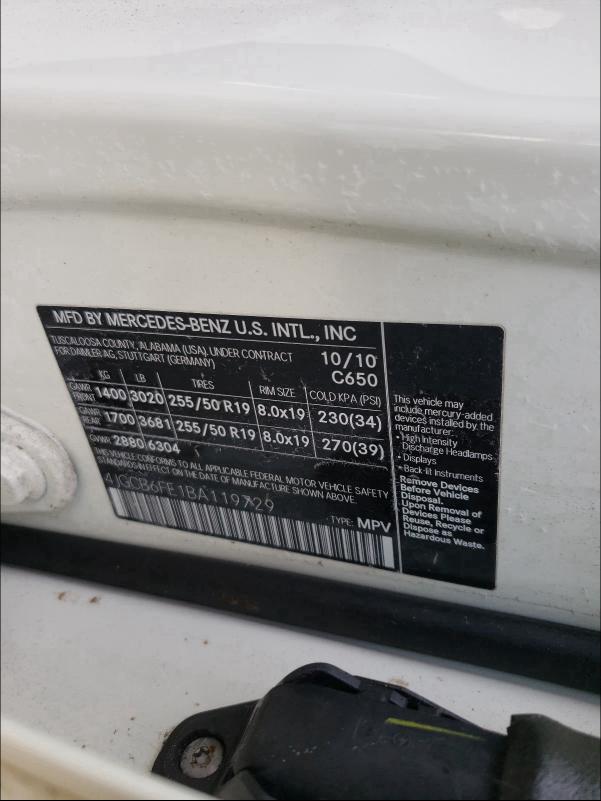 MFD BY MERCEDES-BENZ U.S. INTL., INC
TUSCALOOSA COUNTY, ALABAMA (USA), UNDER CONTRACT
FOR DAIMLER AG, STUTTGART (GERMANY)
10/10
C650
KG LB TIRES RIM SIZE COLD KPA (PSI)
GAWR FRONT 1400 3020 255/50 R19 8.0x19 230(34)
GAWR REAR 1700 3681 255/50 R19 8.0x19 270(39)
GVWR 2880 6304
THIS VEHICLE CONFORMS TO ALL APPLICABLE FEDERAL MOTOR VEHICLE SAFETY
STANDARDS IN EFFECT ON THE DATE OF MANUFACTURE SHOWN ABOVE.
4JGCB6FE1BA119729
TYPE: MPV
This vehicle may
include mercury-added
devices installed by the
manufacturer:
• High Intensity
Discharge Headlamps
• Displays
• Back-lit Instruments
Remove Devices
Before Vehicle
Disposal.
Upon Removal of
Devices Please
Reuse, Recycle or
Dispose as
Hazardous Waste.